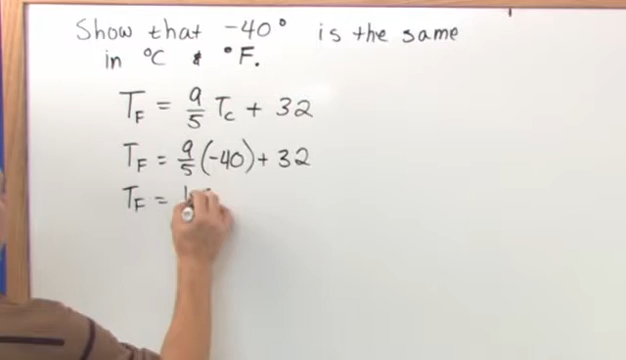 Show that -40° is the same
in °C & °F.
T_F = 9/5 T_C + 32
T_F = 9/5 (-40) + 32
T_F =